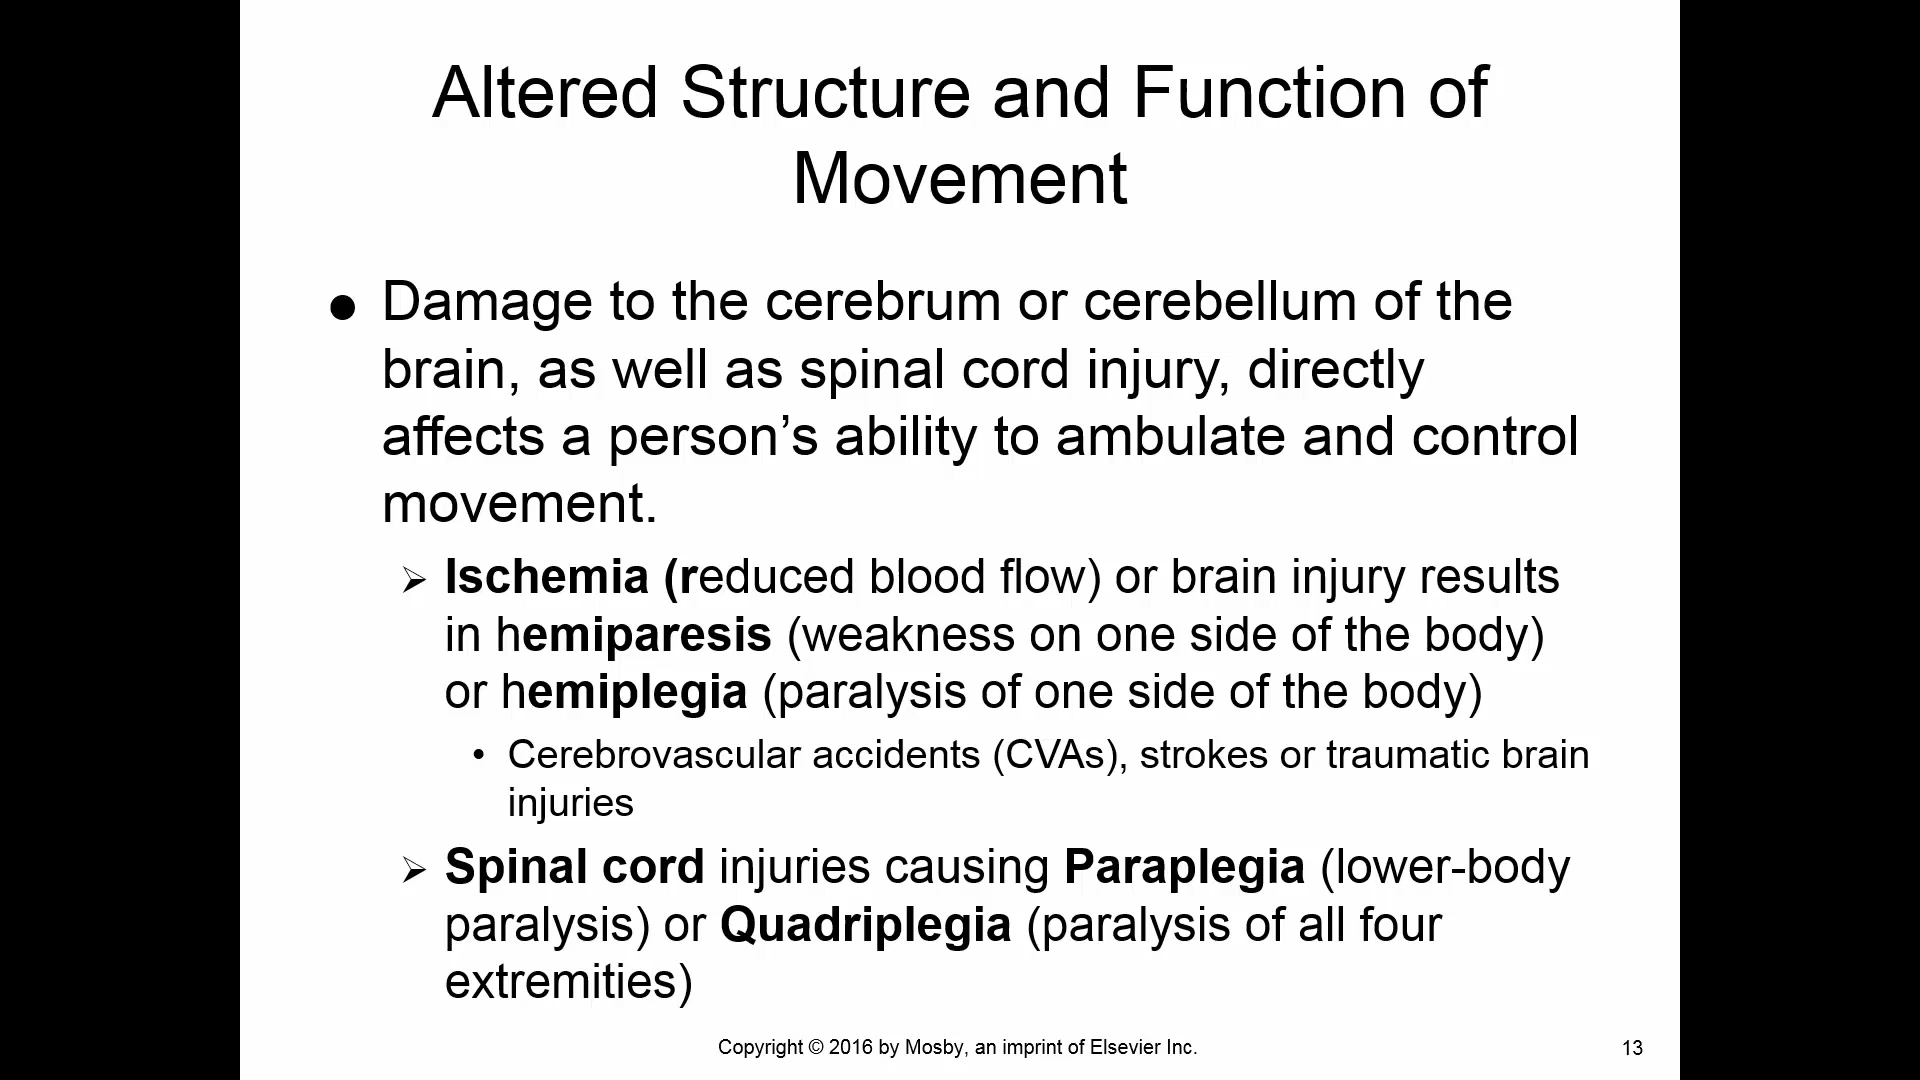 Altered Structure and Function of
Movement
● Damage to the cerebrum or cerebellum of the
brain, as well as spinal cord injury, directly
affects a person’s ability to ambulate and control
movement.
➢ Ischemia (reduced blood flow) or brain injury results
in hemiparesis (weakness on one side of the body)
or hemiplegia (paralysis of one side of the body)
• Cerebrovascular accidents (CVAs), strokes or traumatic brain
injuries
➢ Spinal cord injuries causing Paraplegia (lower-body
paralysis) or Quadriplegia (paralysis of all four
extremities)
Copyright © 2016 by Mosby, an imprint of Elsevier Inc.
13